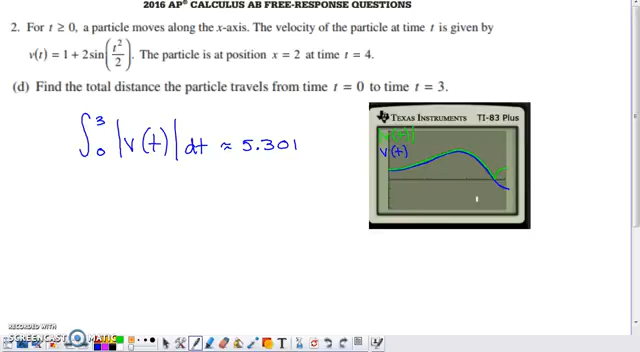 2016 AP® CALCULUS AB FREE-RESPONSE QUESTIONS
2. For t ≥ 0, a particle moves along the x-axis. The velocity of the particle at time t is given by
v(t) = 1 + 2 sin(t²/2). The particle is at position x = 2 at time t = 4.
(d) Find the total distance the particle travels from time t = 0 to time t = 3.
∫₀³ |v(t)| dt ≈ 5.301
TEXAS INSTRUMENTS TI-83 Plus
|v(t)|
v(t)
RECORDED WITH
SCREENCAST MATIC
T